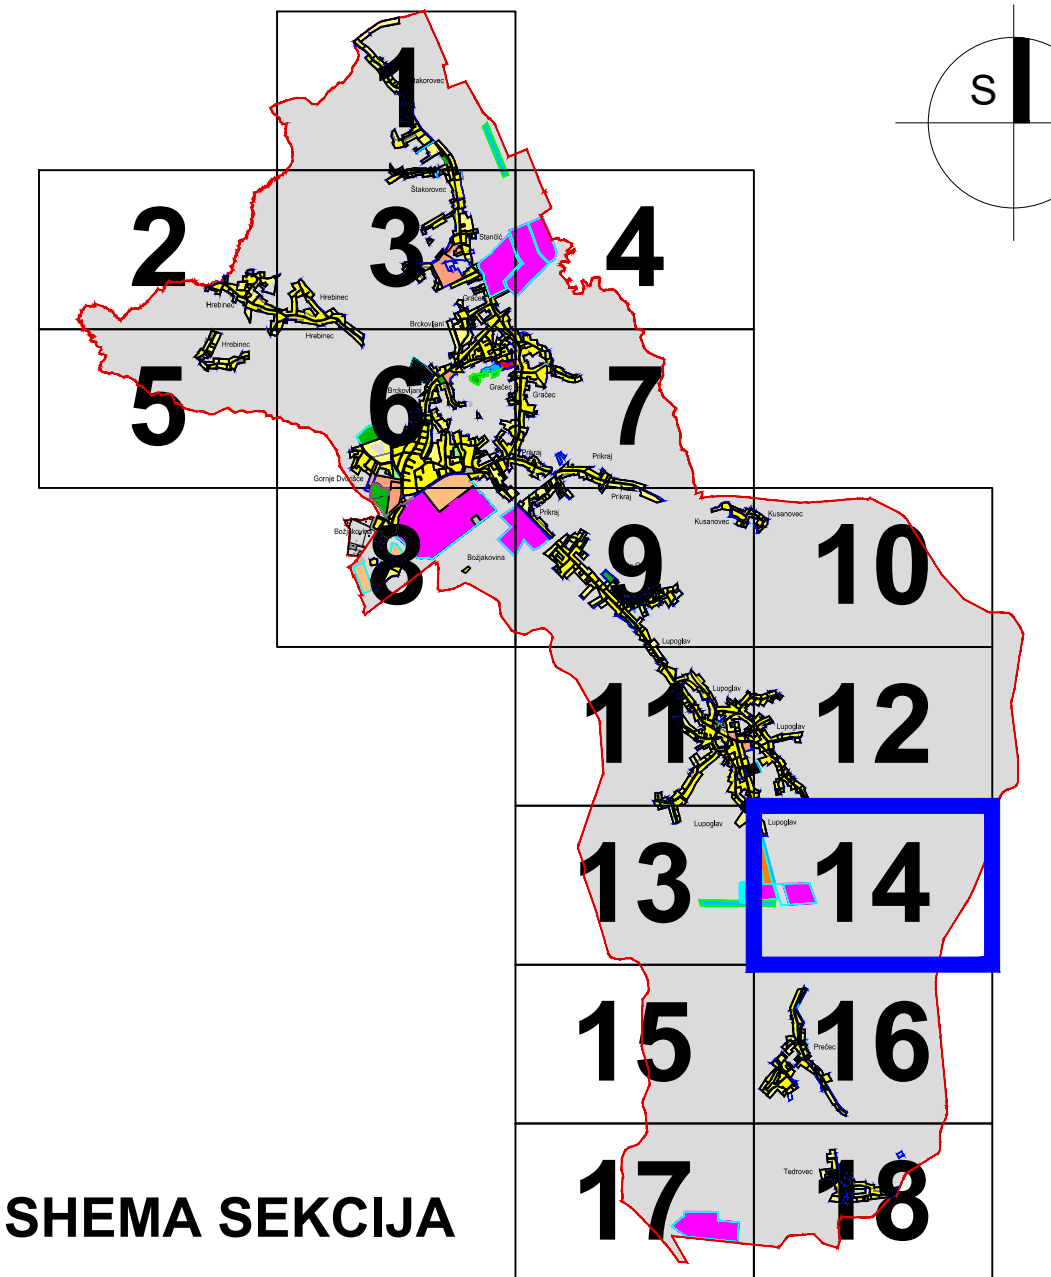 1
S
Štakorovec
2
3
4
Štakorovec
Stančić
Hrebinec
Hrebinec
Gračec
Brckovljani
Hrebinec
Hrebinec
5
6
7
Brckovljani
Gračec
Gračec
Prikraj
Prikraj
Gornje Dvorišće
Prikraj
Prikraj
Kusanovec
Kusanovec
Božjakovina
8
9
10
Božjakovina
Lupoglav
11
12
Lupoglav
Lupoglav
Lupoglav
Lupoglav
13
14
15
16
Prečec
17
18
Tedrovec
SHEMA SEKCIJA